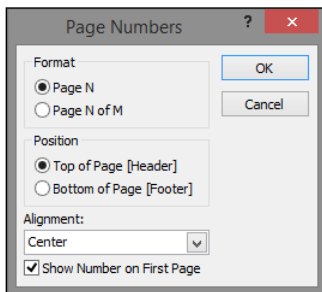 Page Numbers ? ×
Format
Page N
Page N of M
OK
Cancel
Position
Top of Page [Header]
Bottom of Page [Footer]
Alignment:
Center
Show Number on First Page